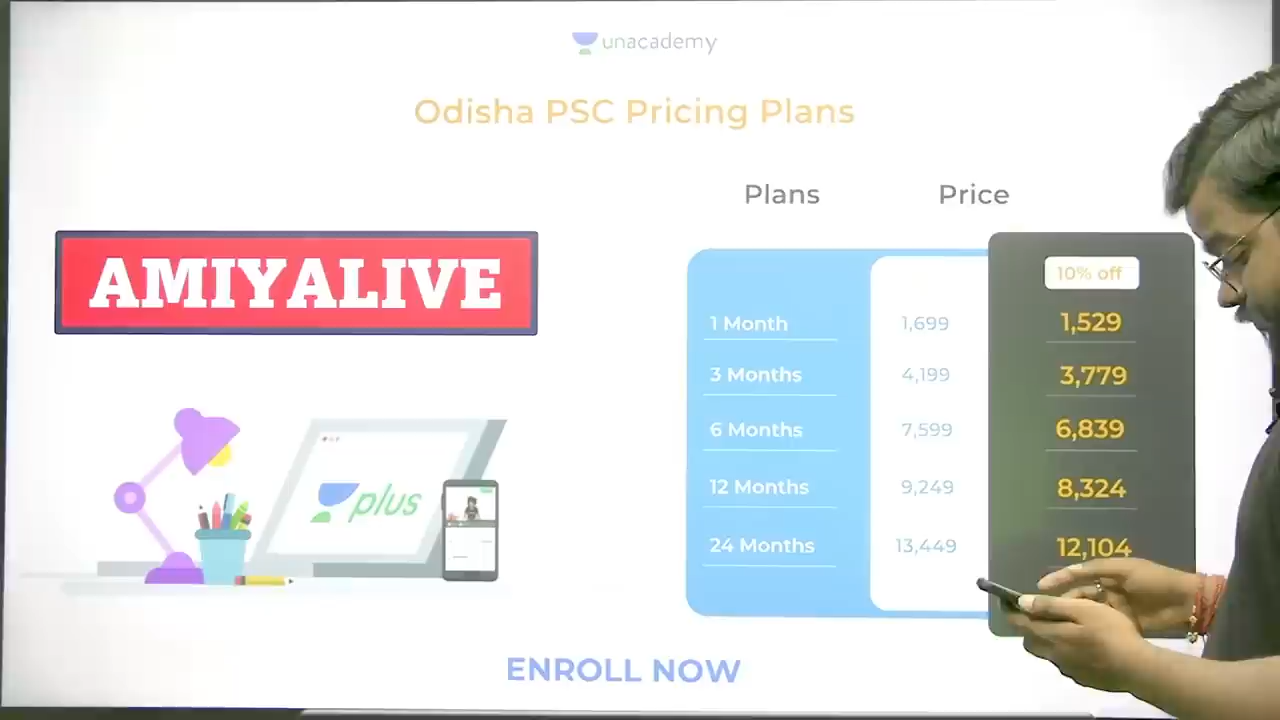 unacademy
Odisha PSC Pricing Plans
Plans Price
AMIYALIVE
10% off
1 Month 1,699 1,529
3 Months 4,199 3,779
6 Months 7,599 6,839
12 Months 9,249 8,324
24 Months 13,449 12,104
plus
ENROLL NOW